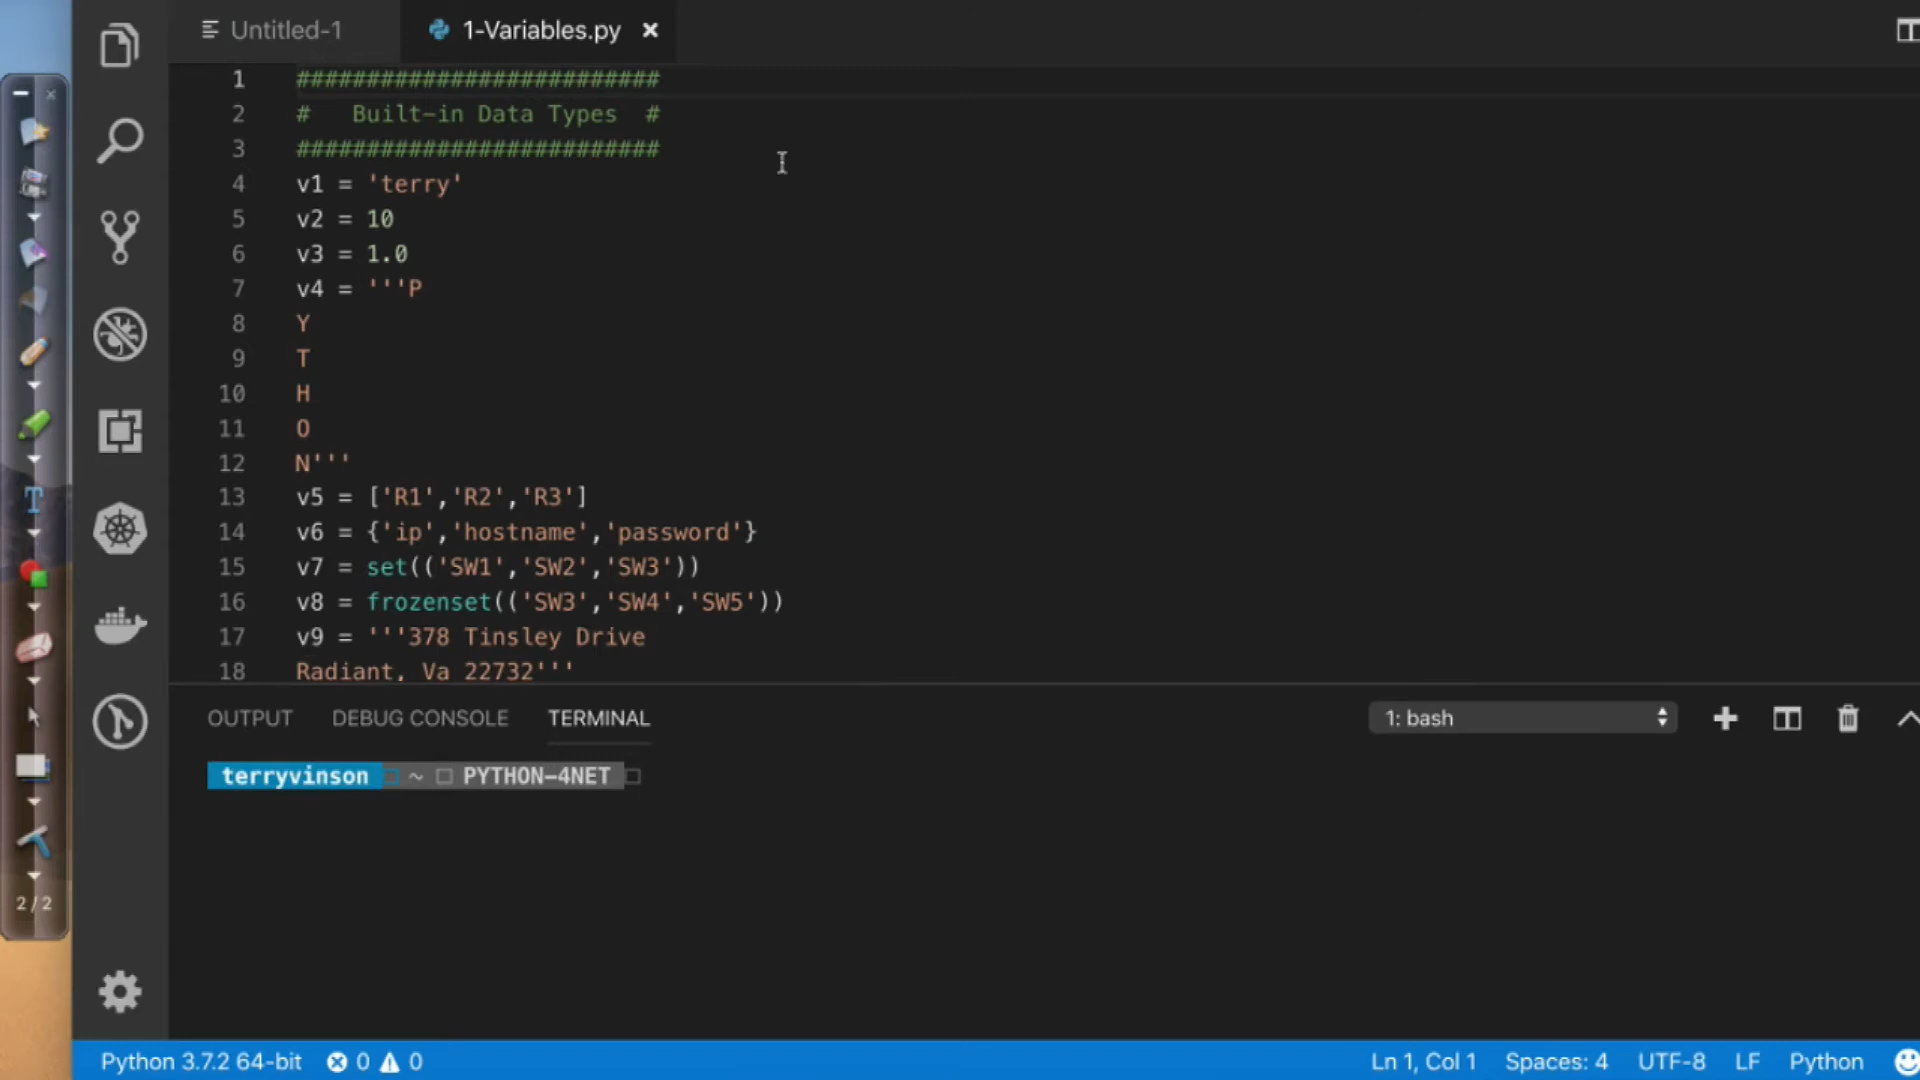 Untitled-1
1-Variables.py
1 ##########################
2 #   Built-in Data Types  #
3 ##########################
4 v1 = 'terry'
5 v2 = 10
6 v3 = 1.0
7 v4 = '''P
8 Y
9 T
10 H
11 O
12 N'''
13 v5 = ['R1','R2','R3']
14 v6 = {'ip','hostname','password'}
15 v7 = set(('SW1','SW2','SW3'))
16 v8 = frozenset(('SW3','SW4','SW5'))
17 v9 = '''378 Tinsley Drive
18 Radiant, Va 22732'''
OUTPUT DEBUG CONSOLE TERMINAL 1: bash
terryvinson ~ PYTHON-4NET
2/2
Python 3.7.2 64-bit 0 0 Ln 1, Col 1 Spaces: 4 UTF-8 LF Python